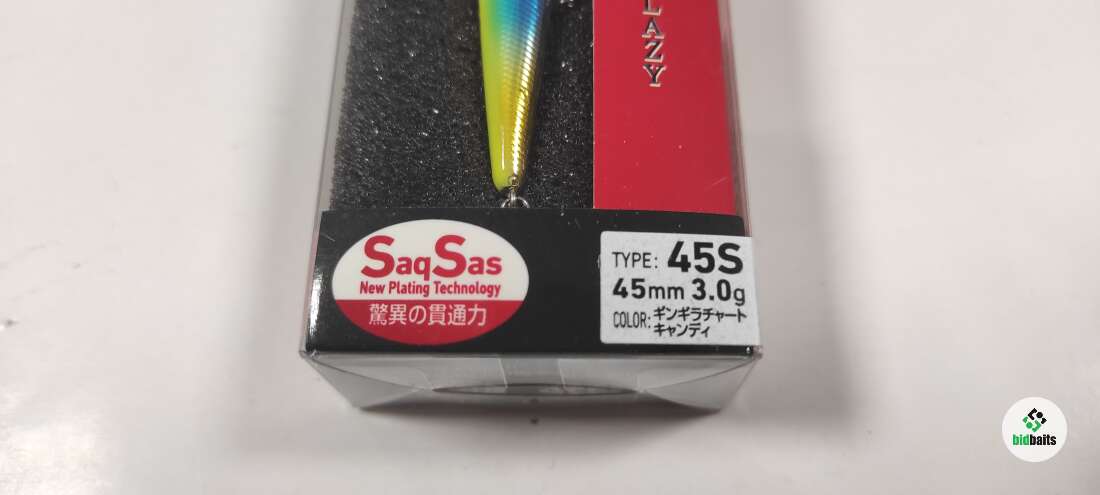 LAZY
SaqSas
New Plating Technology
驚異の貫通力
TYPE: 45S
45mm 3.0g
COLOR: ギンギラチャート
キャンディ
bidbaits